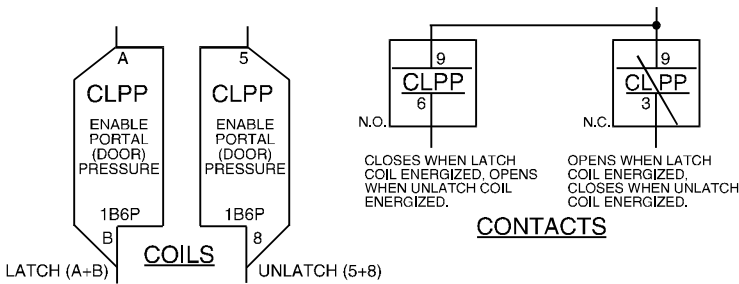 A
CLPP
ENABLE
PORTAL
(DOOR)
PRESSURE
1B6P
B
LATCH (A+B)
5
CLPP
ENABLE
PORTAL
(DOOR)
PRESSURE
1B6P
8
UNLATCH (5+8)
COILS
9
CLPP
6
N.O.
CLOSES WHEN LATCH
COIL ENERGIZED, OPENS
WHEN UNLATCH COIL
ENERGIZED.
9
CLPP
3
N.C.
OPENS WHEN LATCH
COIL ENERGIZED,
CLOSES WHEN UNLATCH
COIL ENERGIZED.
CONTACTS